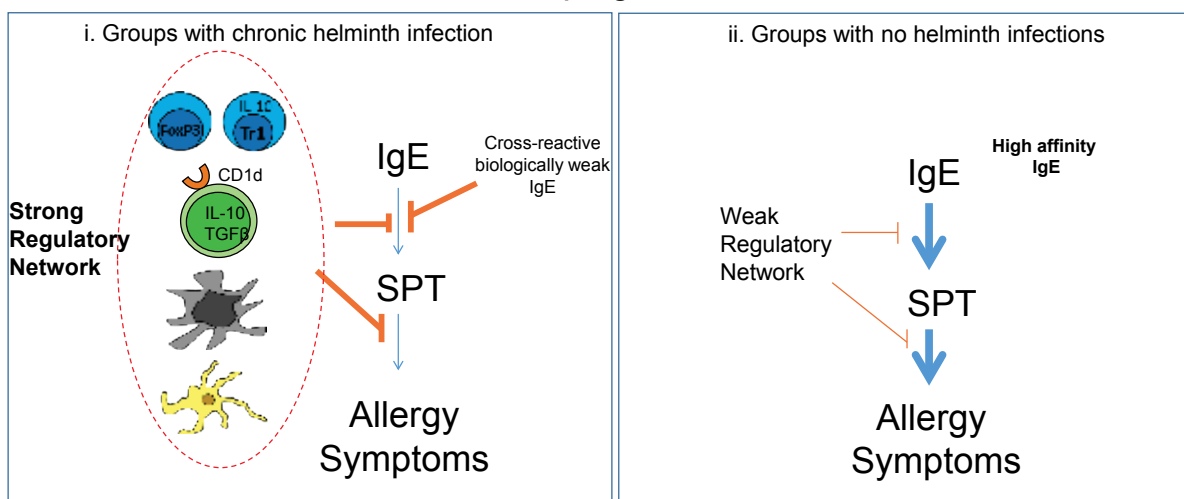 i. Groups with chronic helminth infection
FoxP3
IL 10
Tr1
CD1d
IL-10
TGFβ
Strong
Regulatory
Network
IgE
Cross-reactive
biologically weak
IgE
SPT
Allergy
Symptoms
ii. Groups with no helminth infections
High affinity
IgE
IgE
Weak
Regulatory
Network
SPT
Allergy
Symptoms